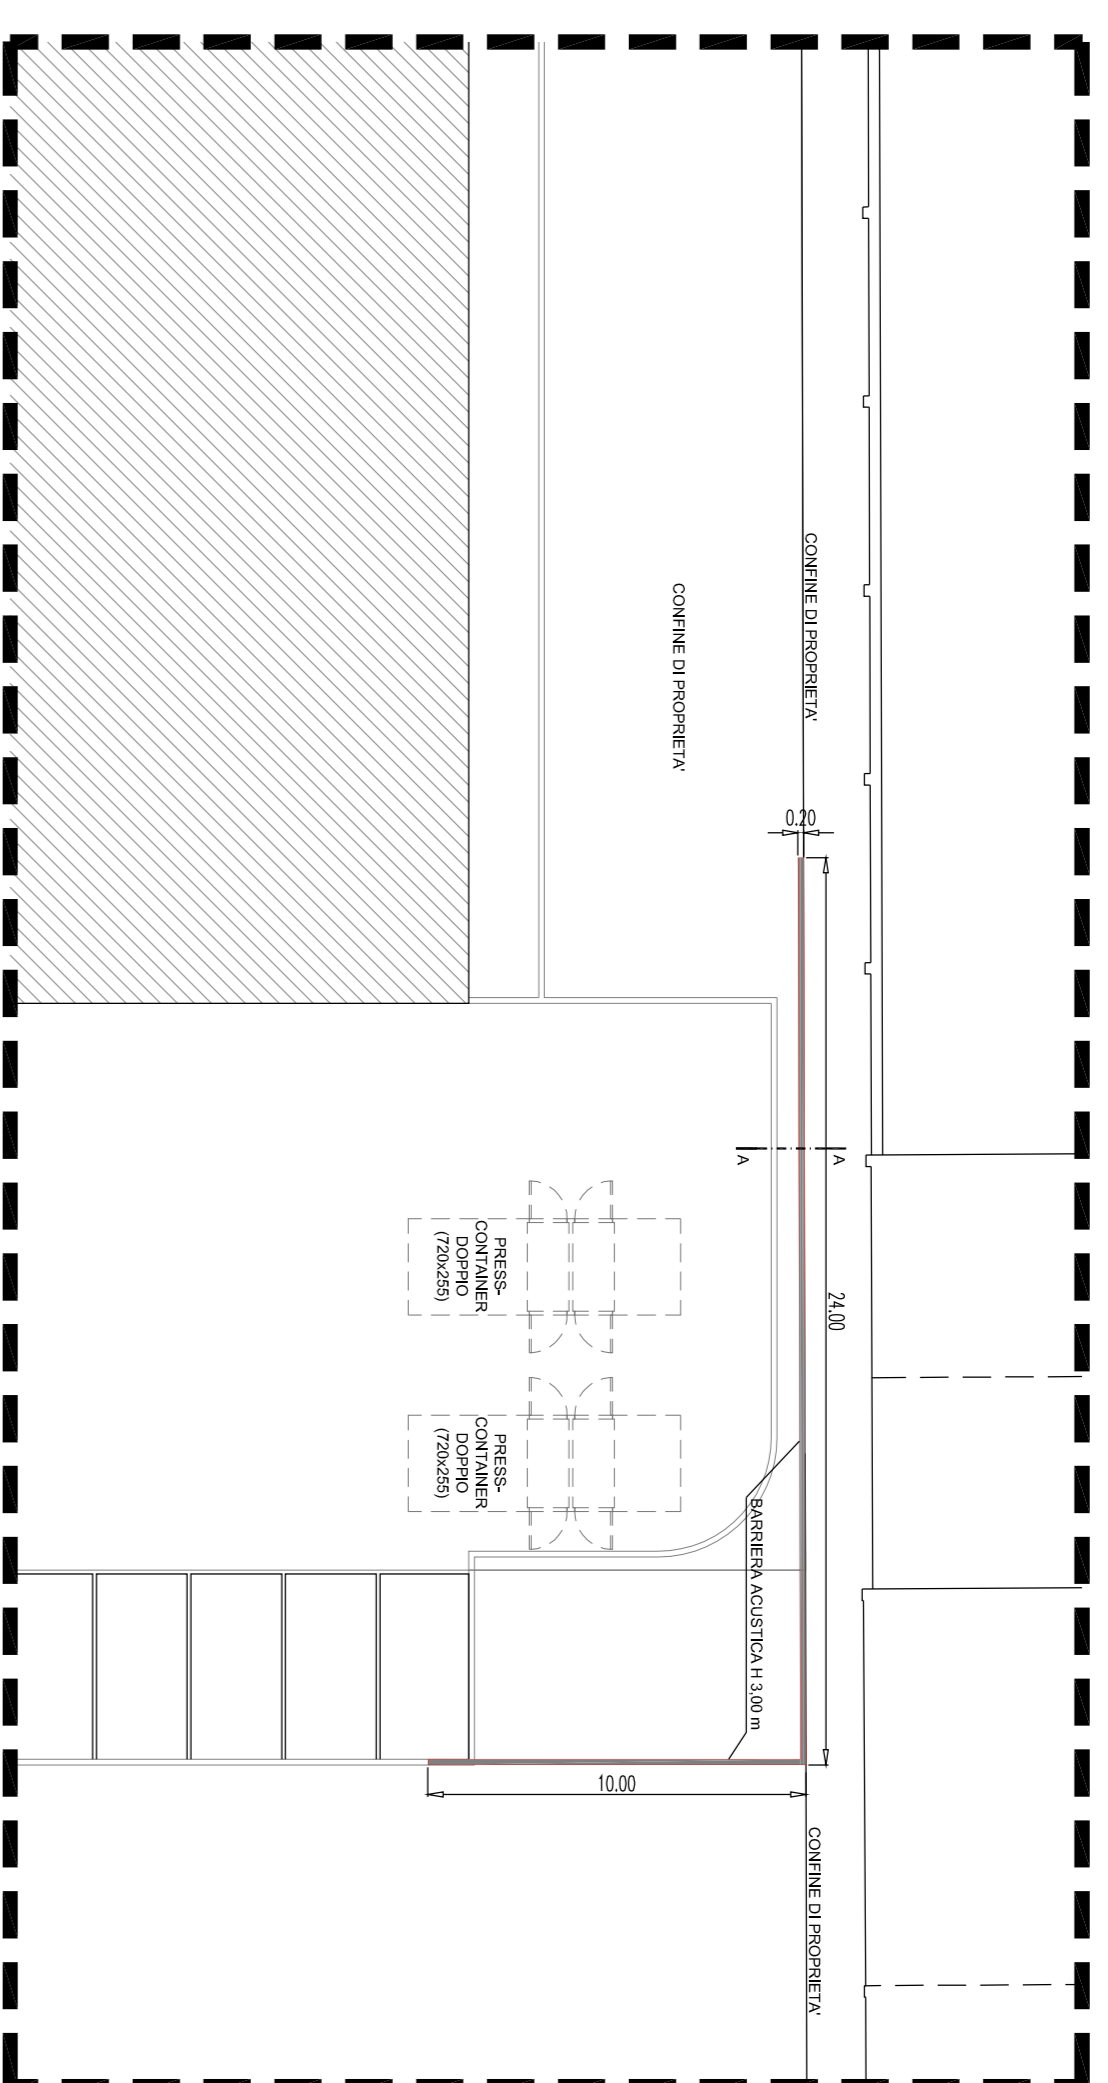 CONFINE DI PROPRIETA'
CONFINE DI PROPRIETA'
0.20
A
A
24.00
PRESS-
CONTAINER
DOPPIO
(720x255)
PRESS-
CONTAINER
DOPPIO
(720x255)
BARRIERA ACUSTICA H 3,00 m
10.00
CONFINE DI PROPRIETA'